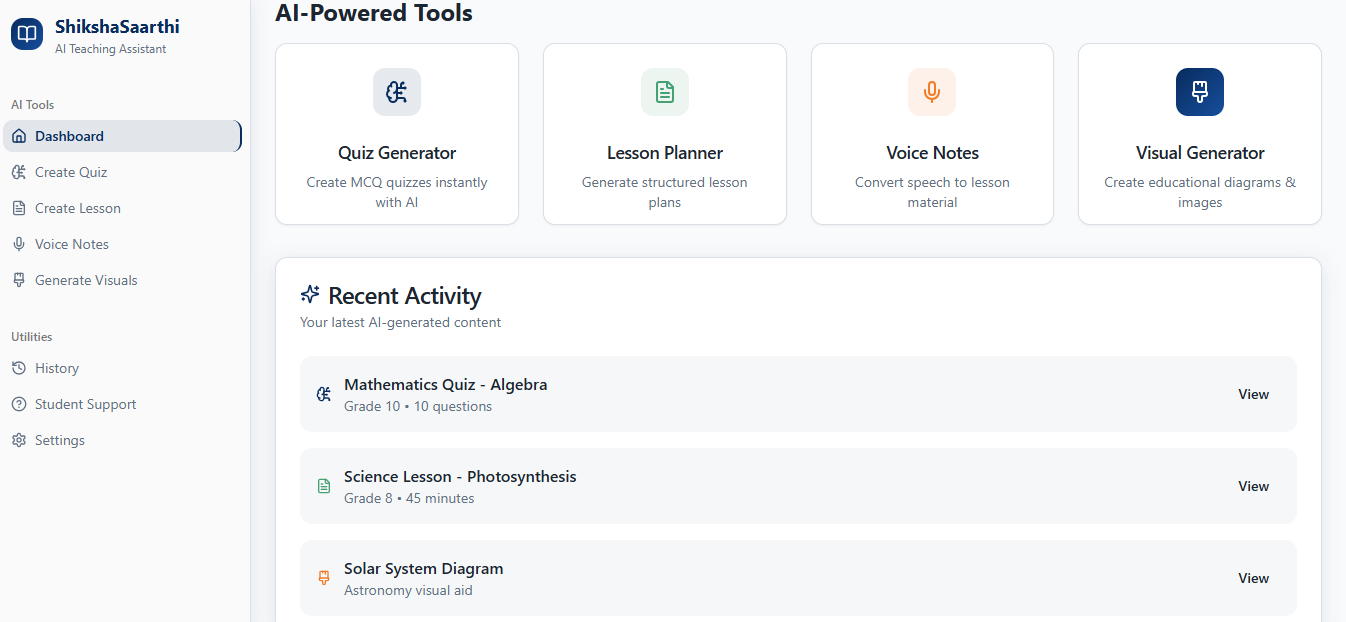 ShikshaSaarthi
AI Teaching Assistant
AI Tools
Dashboard
Create Quiz
Create Lesson
Voice Notes
Generate Visuals
Utilities
History
Student Support
Settings
AI-Powered Tools
Quiz Generator
Create MCQ quizzes instantly
with AI
Lesson Planner
Generate structured lesson
plans
Voice Notes
Convert speech to lesson
material
Visual Generator
Create educational diagrams &
images
Recent Activity
Your latest AI-generated content
Mathematics Quiz - Algebra
Grade 10 • 10 questions
View
Science Lesson - Photosynthesis
Grade 8 • 45 minutes
View
Solar System Diagram
Astronomy visual aid
View